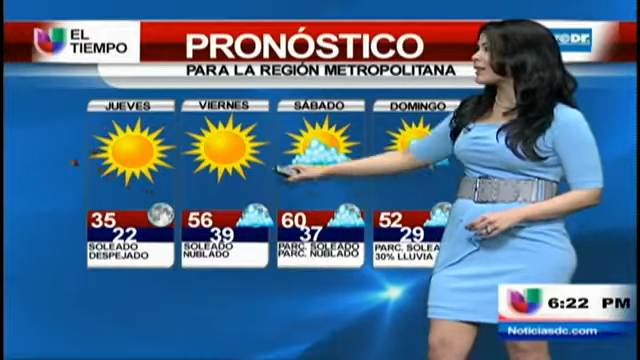 EL
TIEMPO
PRONÓSTICO
PARA LA REGIÓN METROPOLITANA
JUEVES
35
22
SOLEADO
DESPEJADO
VIERNES
56
39
SOLEADO
NUBLADO
SÁBADO
60
37
PARC. SOLEADO
PARC. NUBLADO
DOMINGO
52
29
PARC. SOLEA
30% LLUVIA
6:22 PM
Noticiasdc.com